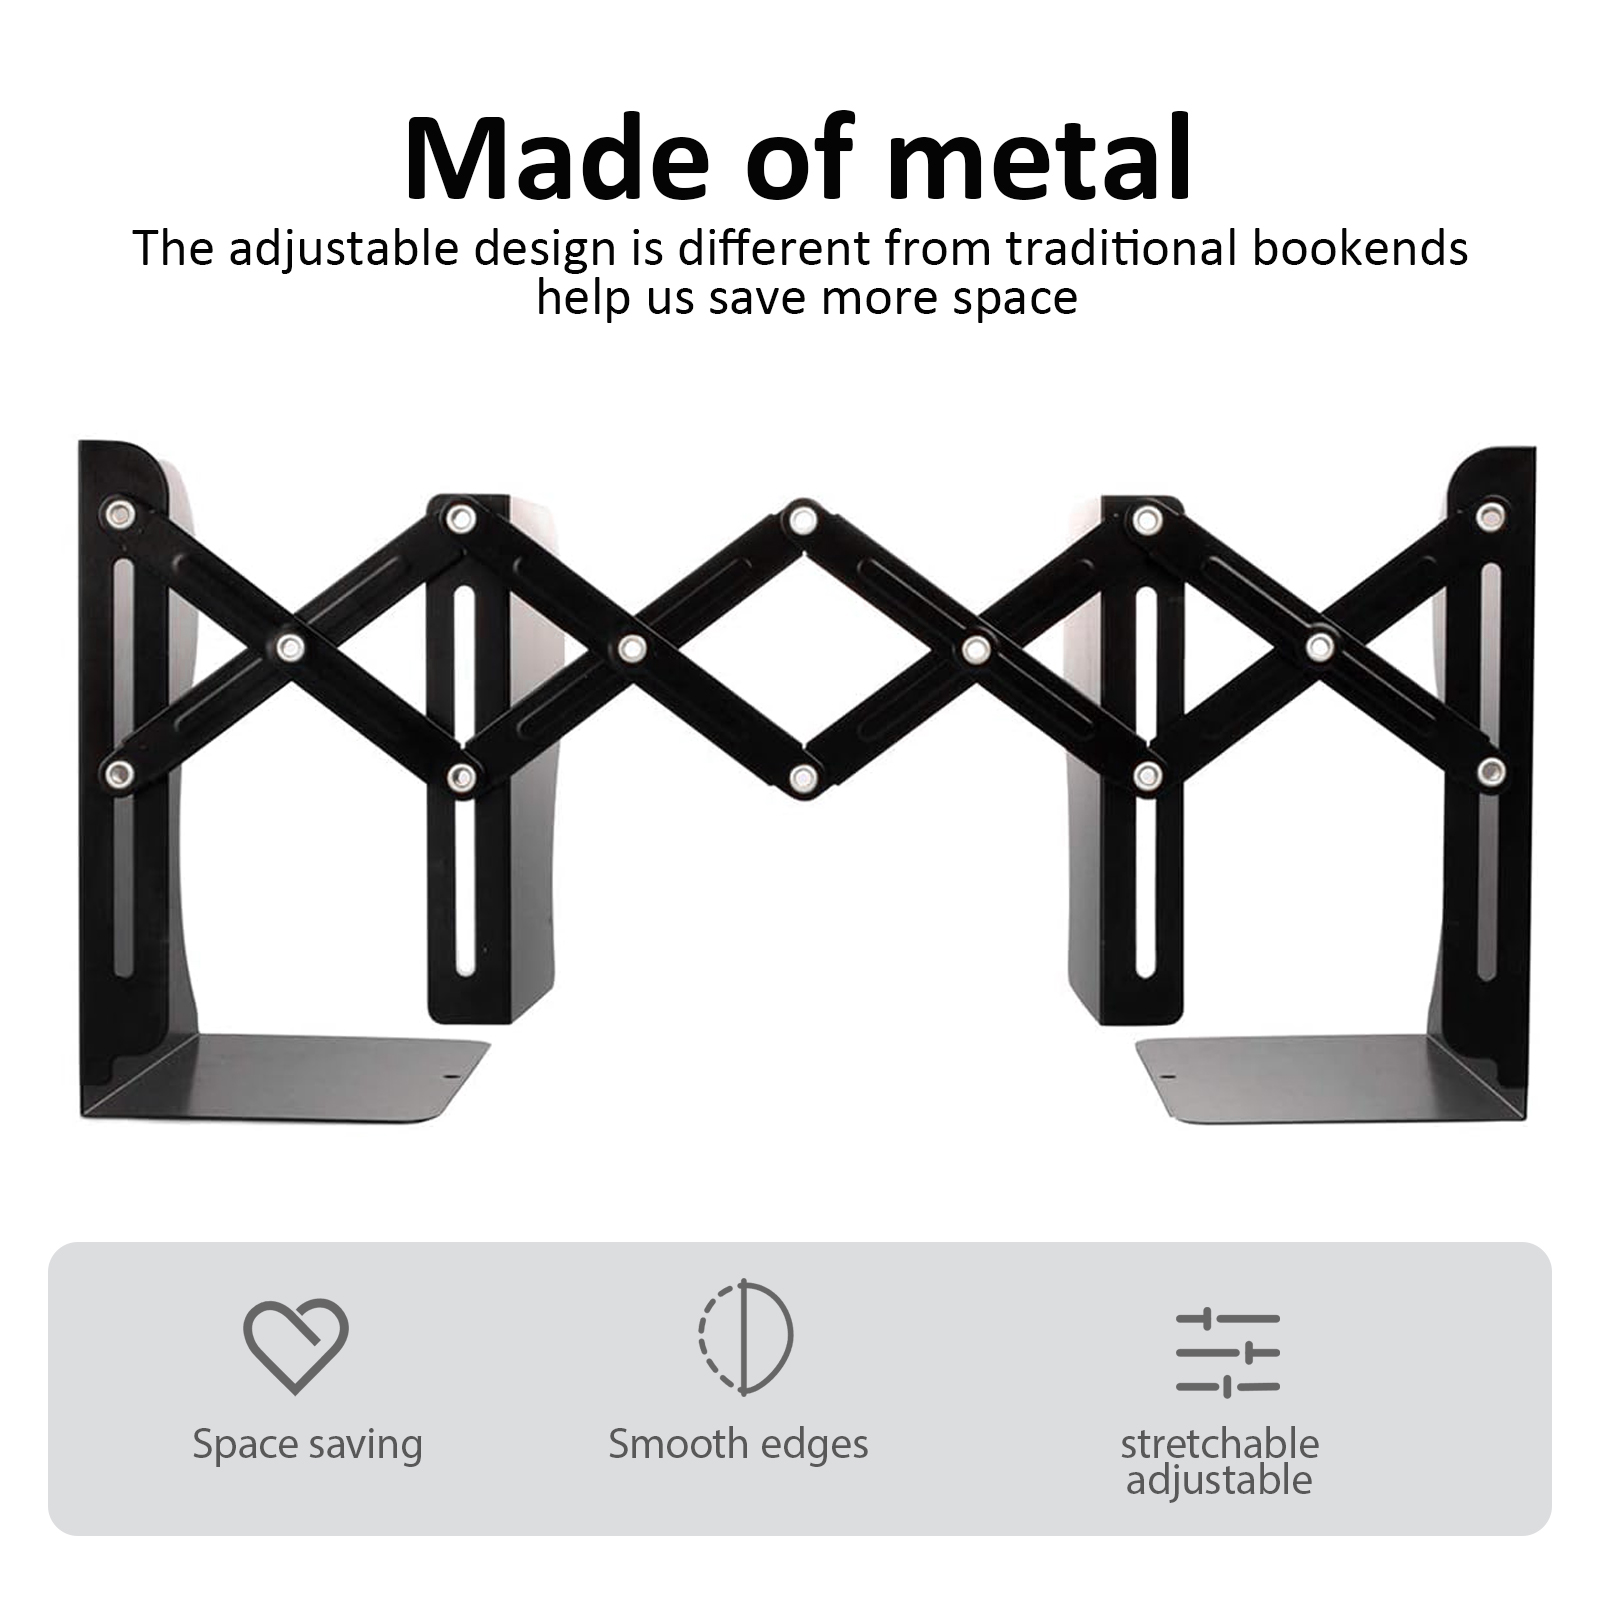 Made of metal
The adjustable design is different from traditional bookends
help us save more space
Space saving
Smooth edges
stretchable
adjustable